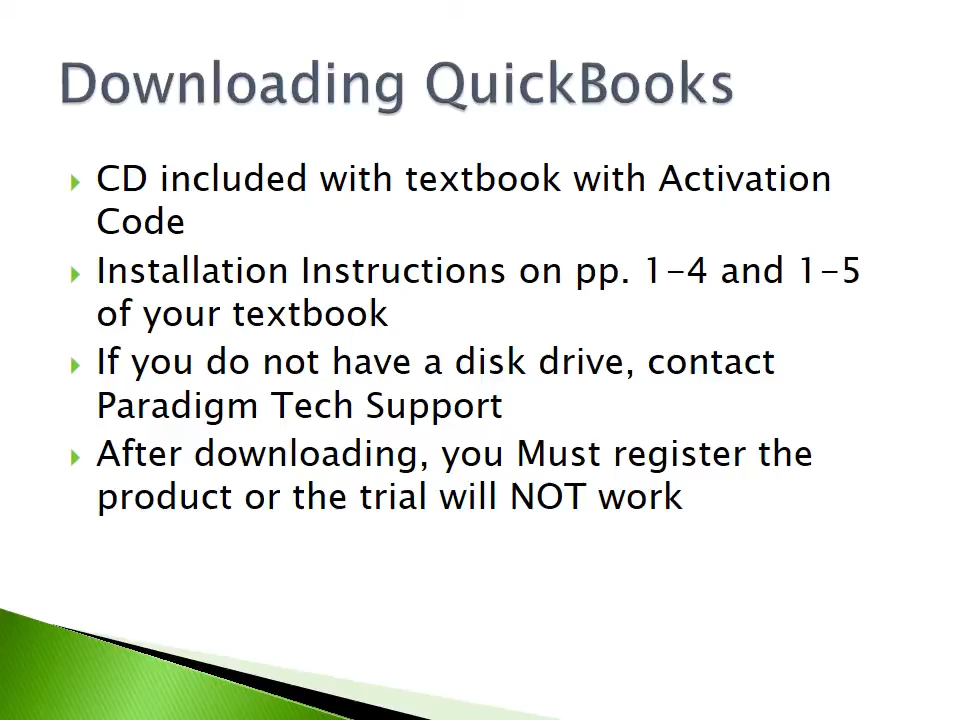 Downloading QuickBooks
CD included with textbook with Activation
Code
Installation Instructions on pp. 1-4 and 1-5
of your textbook
If you do not have a disk drive, contact
Paradigm Tech Support
After downloading, you Must register the
product or the trial will NOT work